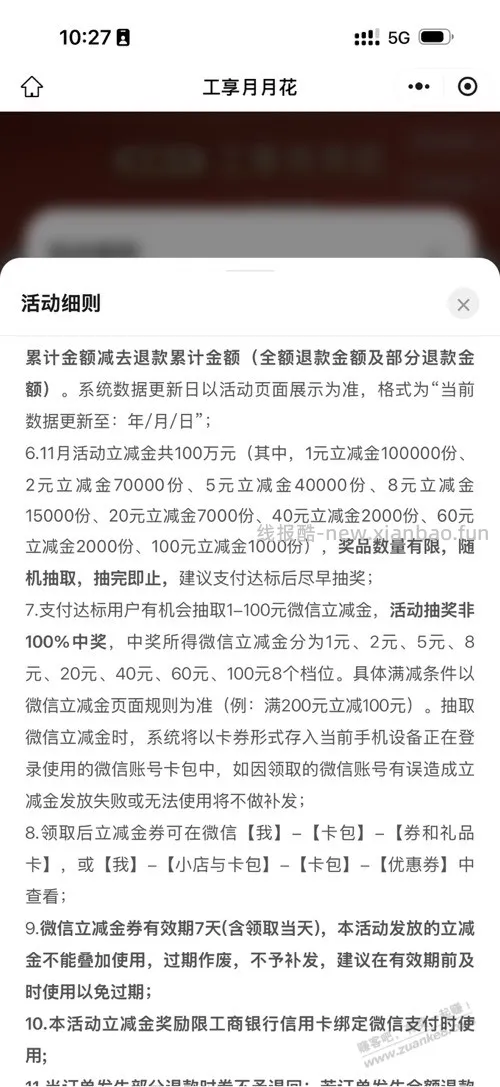 10:27
5G
工享月月花
活动细则
累计金额减去退款累计金额（全额退款金额及部分退款金
额）。系统数据更新日以活动页面展示为准，格式为“当前
数据更新至：年/月/日”；
6.11月活动立减金共100万元（其中，1元立减金100000份、
2元立减金70000份、5元立减金40000份、8元立减金
15000份、20元立减金7000份、40元立减金2000份、60元
立减金2000份、100元立减金1000份），奖品数量有限，随
机抽取，抽完即止，建议支付达标后尽早抽奖；
线报酷-new.xianbao.fun
7.支付达标用户有机会抽取1–100元微信立减金，活动抽奖非
100%中奖，中奖所得微信立减金分为1元、2元、5元、8
元、20元、40元、60元、100元8个档位。具体满减条件以
微信立减金页面规则为准（例：满200元立减100元）。抽取
微信立减金时，系统将以卡券形式存入当前手机设备正在登
录使用的微信账号卡包中，如因领取的微信账号有误造成立
减金发放失败或无法使用将不做补发；
8.领取后立减金券可在微信【我】–【卡包】–【券和礼品
卡】，或【我】–【小店与卡包】–【卡包】–【优惠券】中
查看；
9.微信立减金券有效期7天(含领取当天)，本活动发放的立减
金不能叠加使用，过期作废，不予补发，建议在有效期前及
时使用以免过期；
10.本活动立减金奖励限工商银行信用卡绑定微信支付时使
用；
11.当订单发生部分退款时券不予退回；若订单发生全额退款